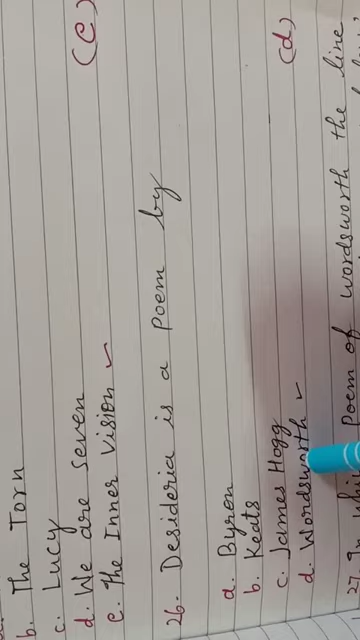 b. The Torn
c. Lucy
d. We are seven
e. The Inner Vision ✓ (e)
26. Desideria is a poem by
a. Byron
b. Keats
c. James Hogg
d. Wordsworth ✓ (d)
27. In which poem of wordsworth the line